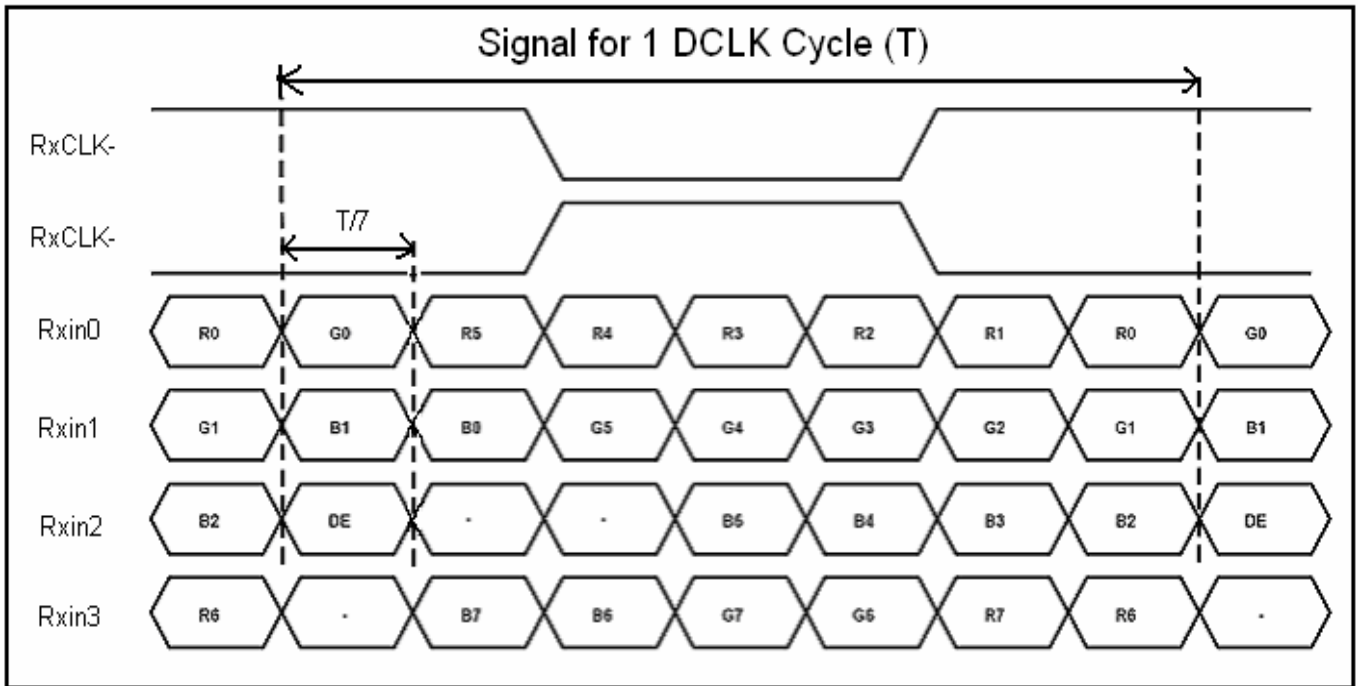 Signal for 1 DCLK Cycle (T)
RxCLK-
RxCLK-
T/7
Rxin0 R0 G0 R5 R4 R3 R2 R1 R0 G0
Rxin1 G1 B1 B0 G5 G4 G3 G2 G1 B1
Rxin2 B2 DE - - B5 B4 B3 B2 DE
Rxin3 R6 - B7 B6 G7 G6 R7 R6 -